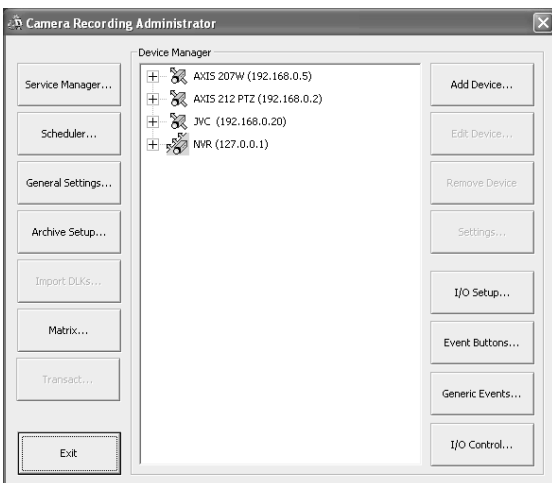 Camera Recording Administrator
Device Manager
Service Manager...
Scheduler...
General Settings...
Archive Setup...
Import DLKs...
Matrix...
Transact...
Exit
AXIS 207W (192.168.0.5)
AXIS 212 PTZ (192.168.0.2)
JVC (192.168.0.20)
NVR (127.0.0.1)
Add Device...
Edit Device...
Remove Device
Settings...
I/O Setup...
Event Buttons...
Generic Events...
I/O Control...